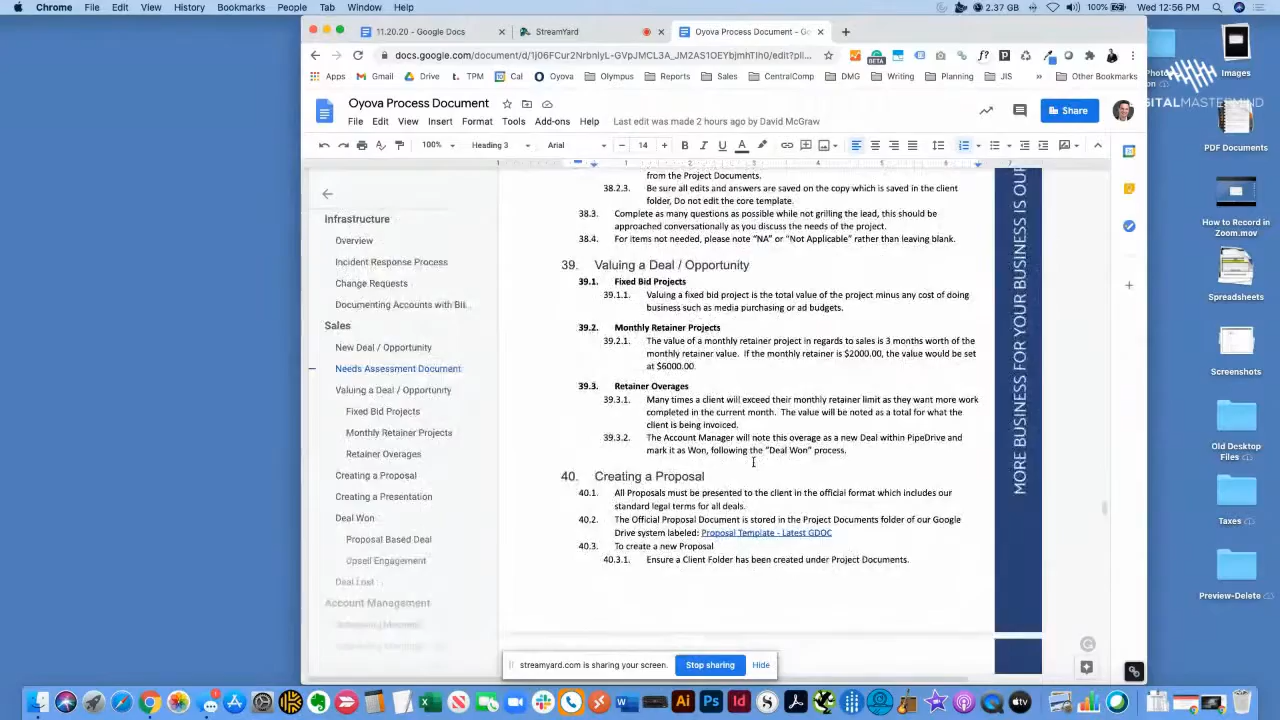 Chrome File Edit View History Bookmarks People Tab Window Help
2.37 GB 100% Wed 12:56 PM
11.20.20 - Google Docs
StreamYard
Oyova Process Document - Go
docs.google.com/document/d/
BETA
Apps Gmail Drive TPM Cal Oyova Olympus Reports Sales CentralComp DMG Writing Planning JIS Other Bookmarks
Oyova Process Document
File Edit View Insert Format Tools Add-ons Help Last edit was made 2 hours ago by David McGraw
Share
100% Heading 3 Arial 14
Infrastructure
Overview
Incident Response Process
Change Requests
Documenting Accounts with Bil...
Sales
New Deal / Opportunity
Needs Assessment Document
Valuing a Deal / Opportunity
Fixed Bid Projects
Monthly Retainer Projects
Retainer Overages
Creating a Proposal
Creating a Presentation
Deal Won
Proposal Based Deal
Upsell Engagement
Deal Lost
Account Management
from the Project Documents.
38.2.3. Be sure all edits and answers are saved on the copy which is saved in the client
folder, Do not edit the core template.
38.3. Complete as many questions as possible while not grilling the lead, this should be
approached conversationally as you discuss the needs of the project.
38.4. For items not needed, please note "NA" or "Not Applicable" rather than leaving blank.
39. Valuing a Deal / Opportunity
39.1. Fixed Bid Projects
39.1.1. Valuing a fixed bid project is the total value of the project minus any cost of doing
business such as media purchasing or ad budgets.
39.2. Monthly Retainer Projects
39.2.1. The value of a monthly retainer project in regards to sales is 3 months worth of the
monthly retainer value. If the monthly retainer is $2000.00, the value would be set
at $6000.00.
39.3. Retainer Overages
39.3.1. Many times a client will exceed their monthly retainer limit as they want more work
completed in the current month. The value will be noted as a total for what the
client is being invoiced.
39.3.2. The Account Manager will note this overage as a new Deal within PipeDrive and
mark it as Won, following the "Deal Won" process.
40. Creating a Proposal
40.1. All Proposals must be presented to the client in the official format which includes our
standard legal terms for all deals.
40.2. The Official Proposal Document is stored in the Project Documents folder of our Google
Drive system labeled: Proposal Template - Latest GDOC
40.3. To create a new Proposal
40.3.1. Ensure a Client Folder has been created under Project Documents.
MORE BUSINESS FOR YOUR BUSINESS IS OUR
streamyard.com is sharing your screen. Stop sharing Hide
ITALMASTERMIND
Images
PDF Documents
How to Record in
Zoom.mov
Spreadsheets
Screenshots
Old Desktop
Files
Taxes
Preview-Delete